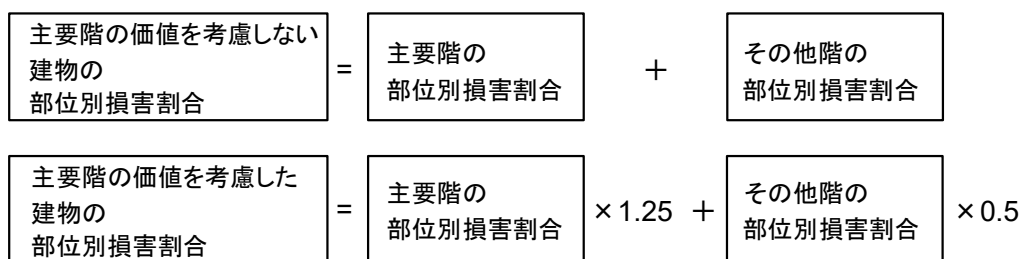 主要階の価値を考慮しない
建物の
部位別損害割合
=
主要階の
部位別損害割合
＋
その他階の
部位別損害割合
主要階の価値を考慮した
建物の
部位別損害割合
=
主要階の
部位別損害割合
×1.25
＋
その他階の
部位別損害割合
×0.5